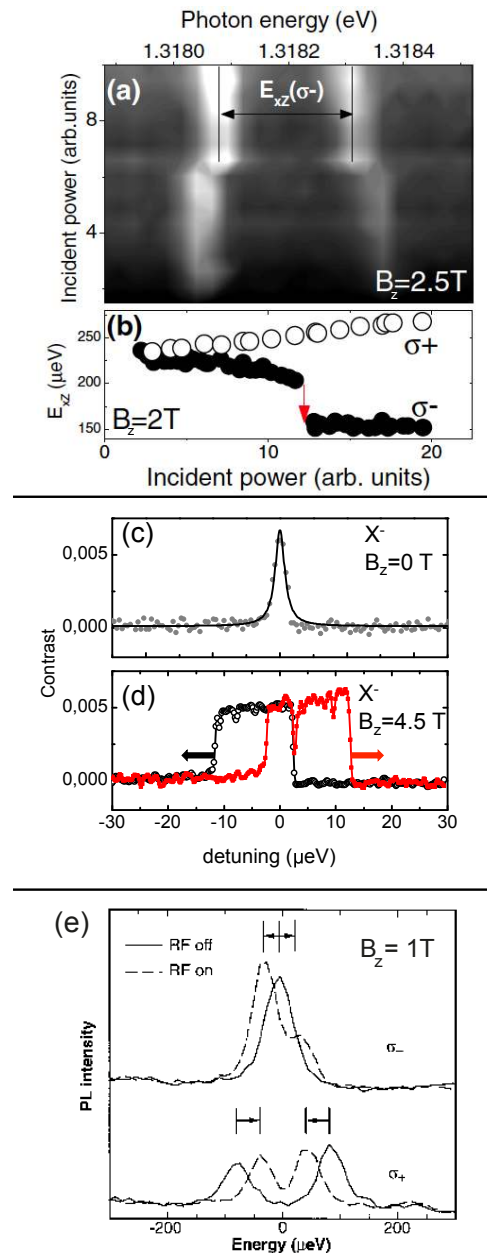 Photon energy (eV)
1.3180 1.3182 1.3184
(a)
E_xZ(σ-)
Incident power (arb.units)
8
4
B_z=2.5T
(b)
E_xZ (µeV)
250
200
150
σ+
σ-
B_z=2T
0 10 20
Incident power (arb. units)
(c)
X⁻
B_z=0 T
0,005
0,000
Contrast
(d)
X⁻
B_z=4.5 T
0,005
0,000
-30 -20 -10 0 10 20 30
detuning (µeV)
(e)
RF off
RF on
B_z = 1T
PL intensity
σ₋
σ₊
-200 0 200
Energy (µeV)